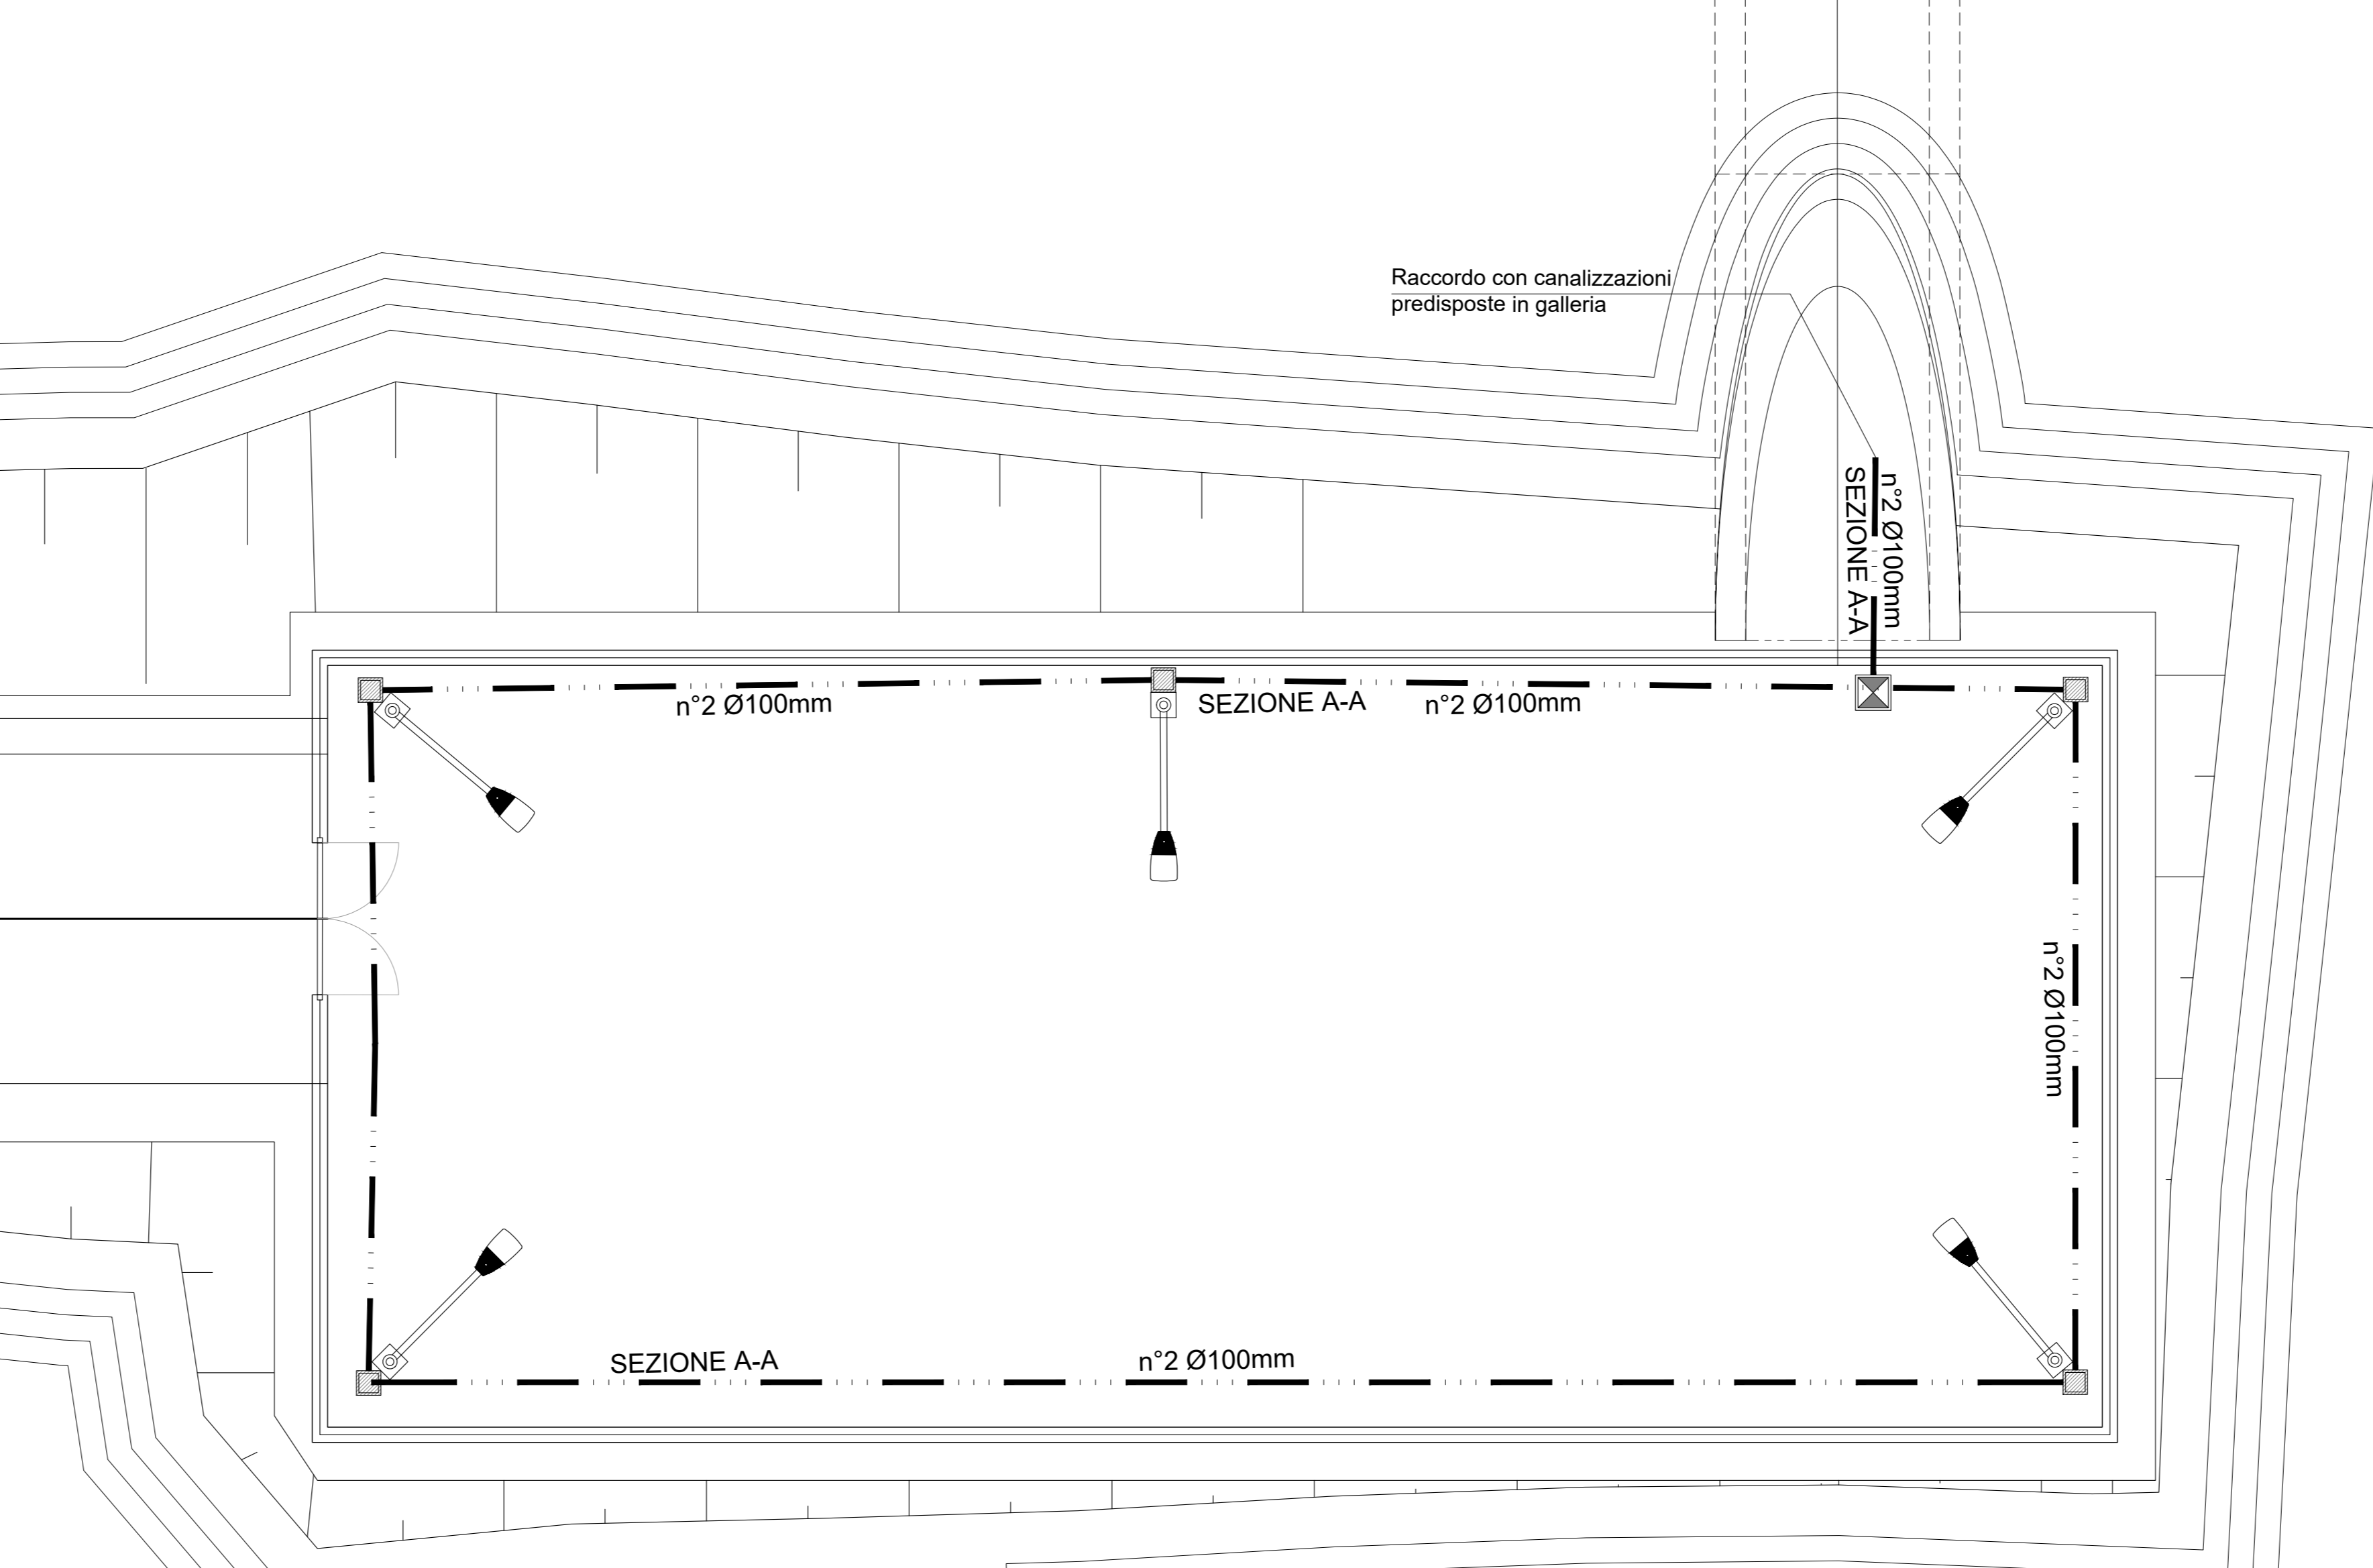 Raccordo con canalizzazioni
predisposte in galleria
n°2 Ø100mm
SEZIONE A-A
n°2 Ø100mm
SEZIONE A-A
n°2 Ø100mm
n°2 Ø100mm
SEZIONE A-A
n°2 Ø100mm